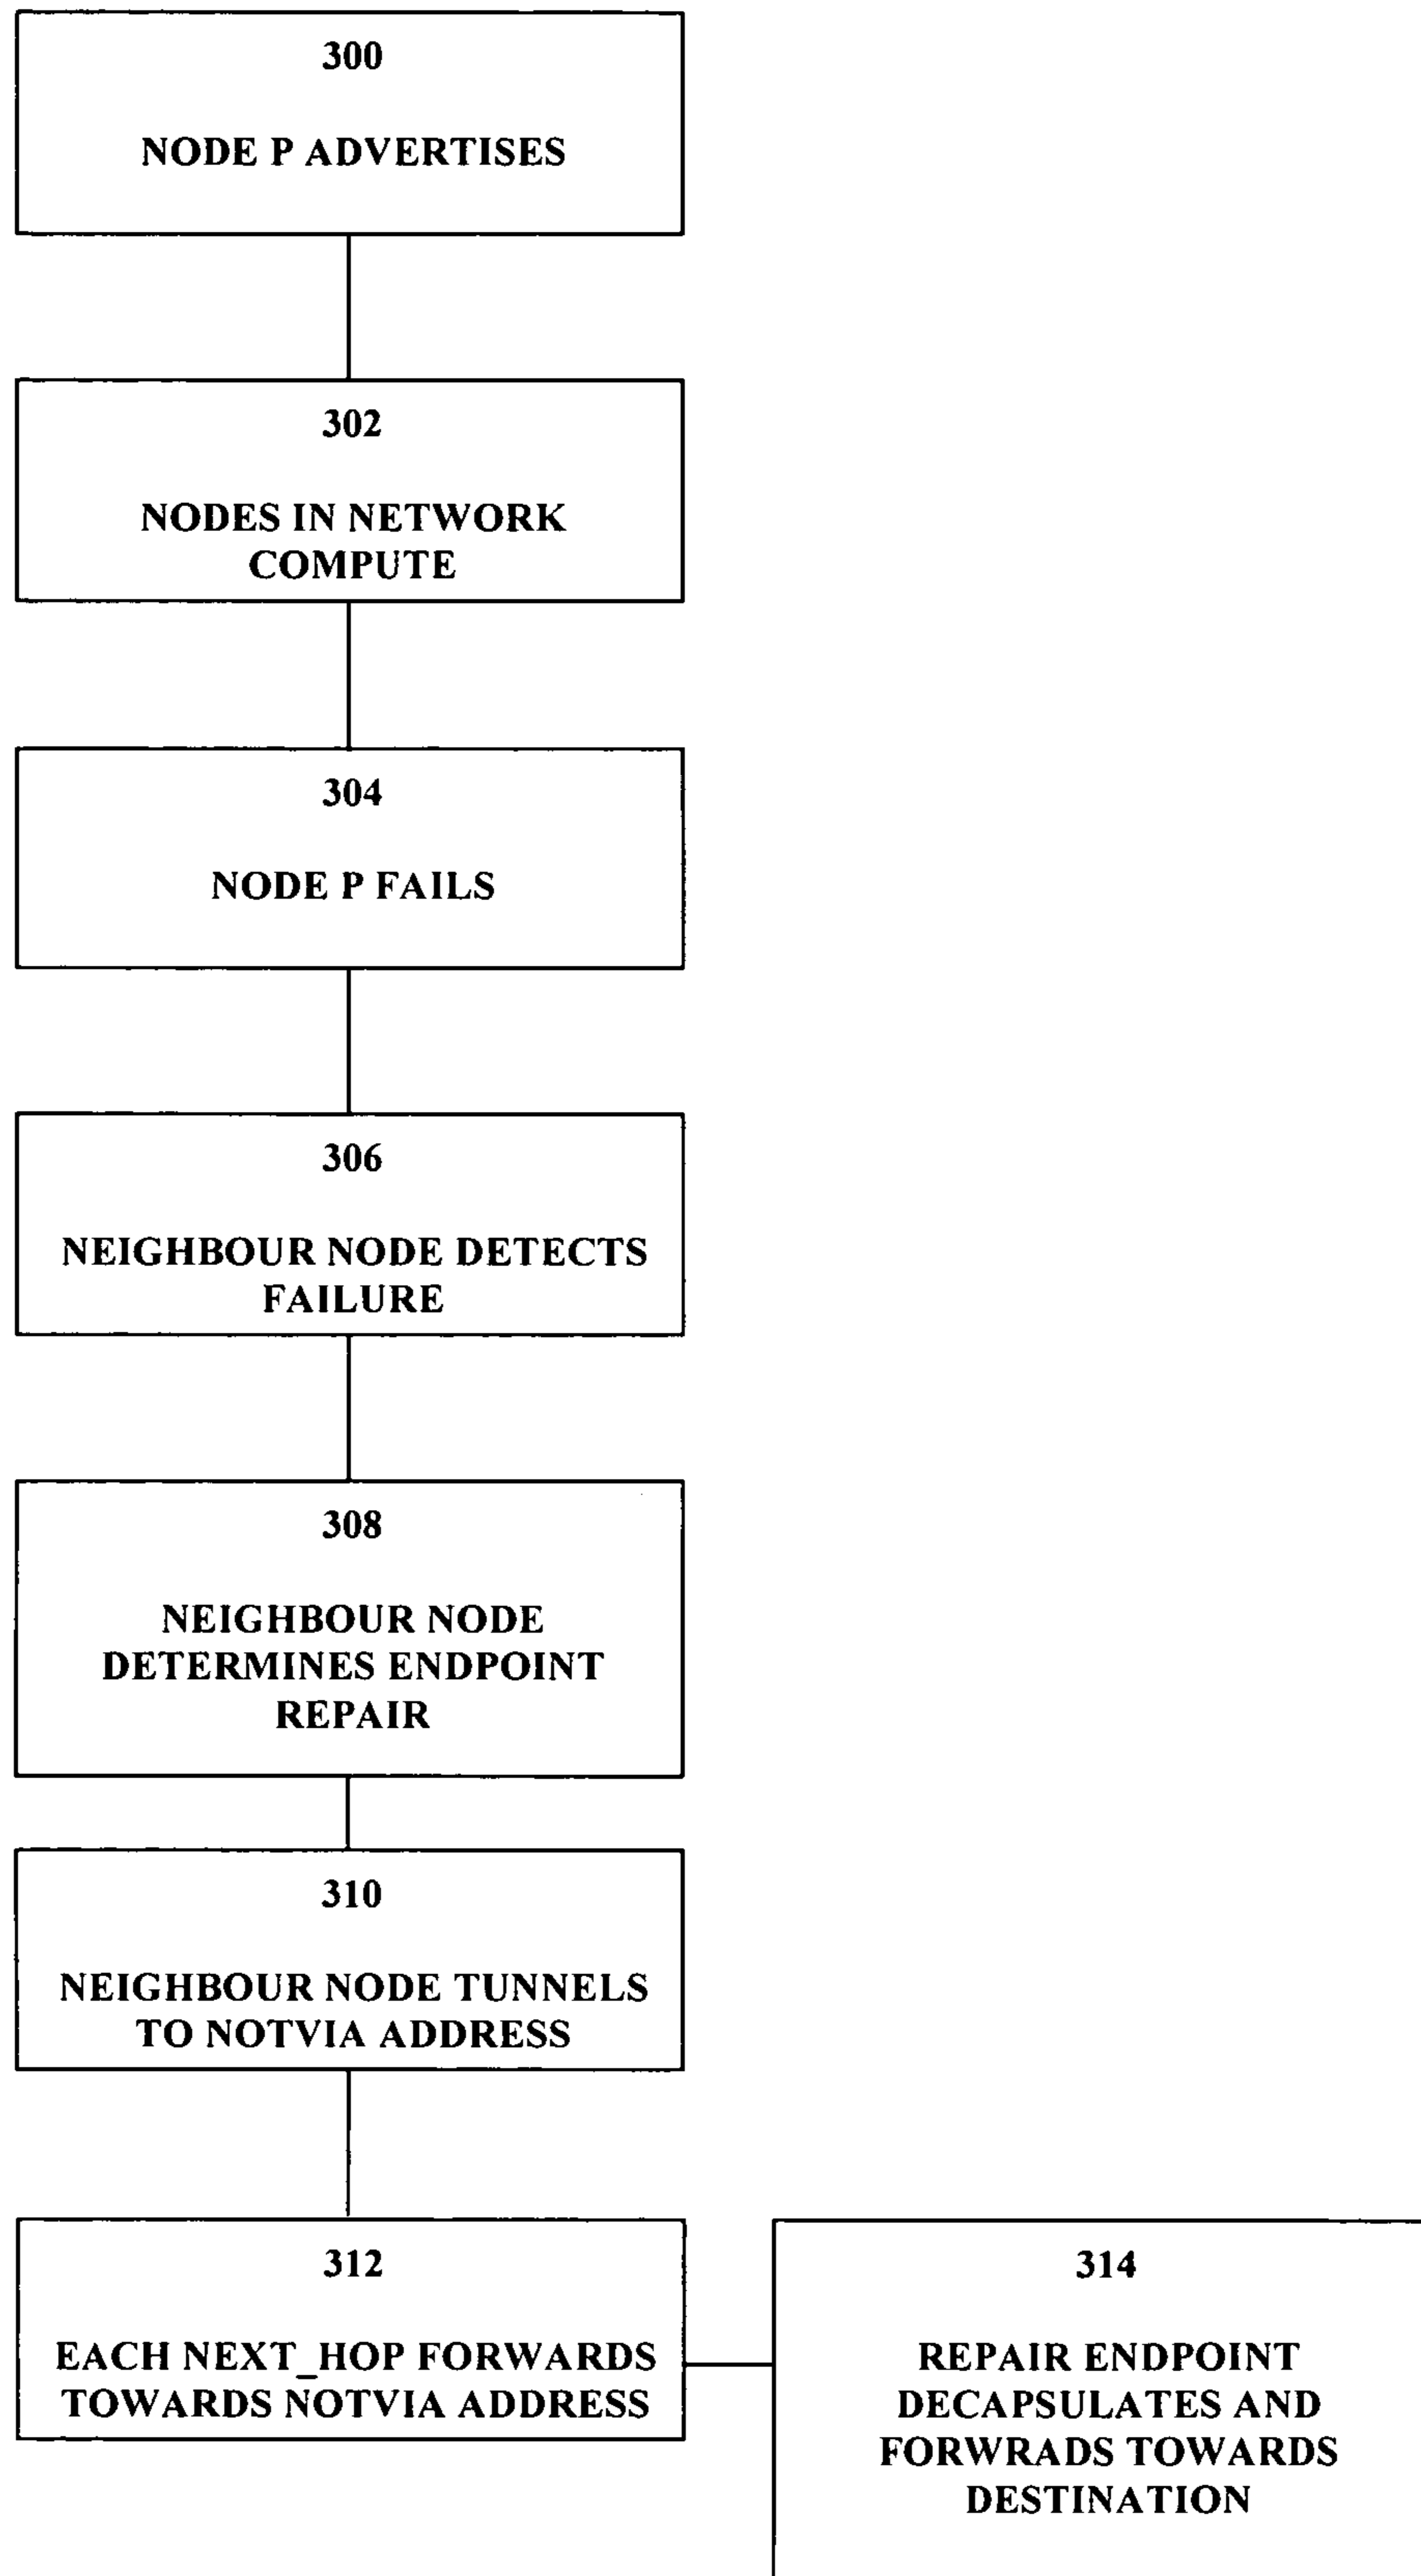 300
NODE P ADVERTISES
302
NODES IN NETWORK
COMPUTE
304
NODE P FAILS
306
NEIGHBOUR NODE DETECTS
FAILURE
308
NEIGHBOUR NODE
DETERMINES ENDPOINT
REPAIR
310
NEIGHBOUR NODE TUNNELS
TO NOTVIA ADDRESS
312
EACH NEXT_HOP FORWARDS
TOWARDS NOTVIA ADDRESS
314
REPAIR ENDPOINT
DECAPSULATES AND
FORWRADS TOWARDS
DESTINATION